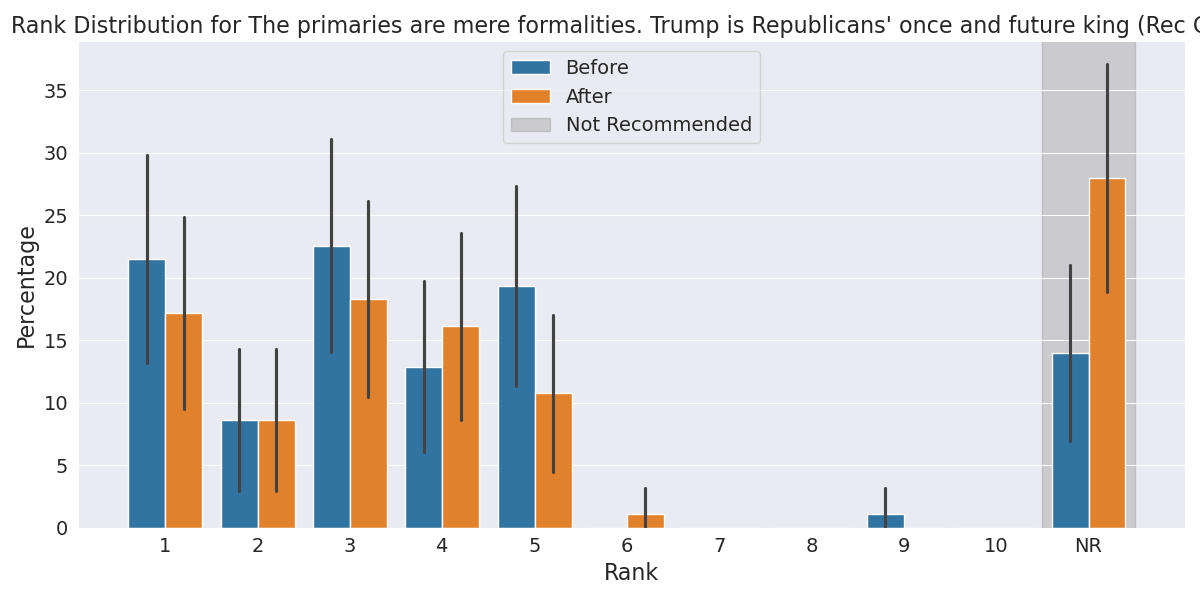 Rank Distribution for The primaries are mere formalities. Trump is Republicans' once and future king (Rec
Before
After
Not Recommended
Percentage
35
30
25
20
15
10
5
0
1 2 3 4 5 6 7 8 9 10 NR
Rank